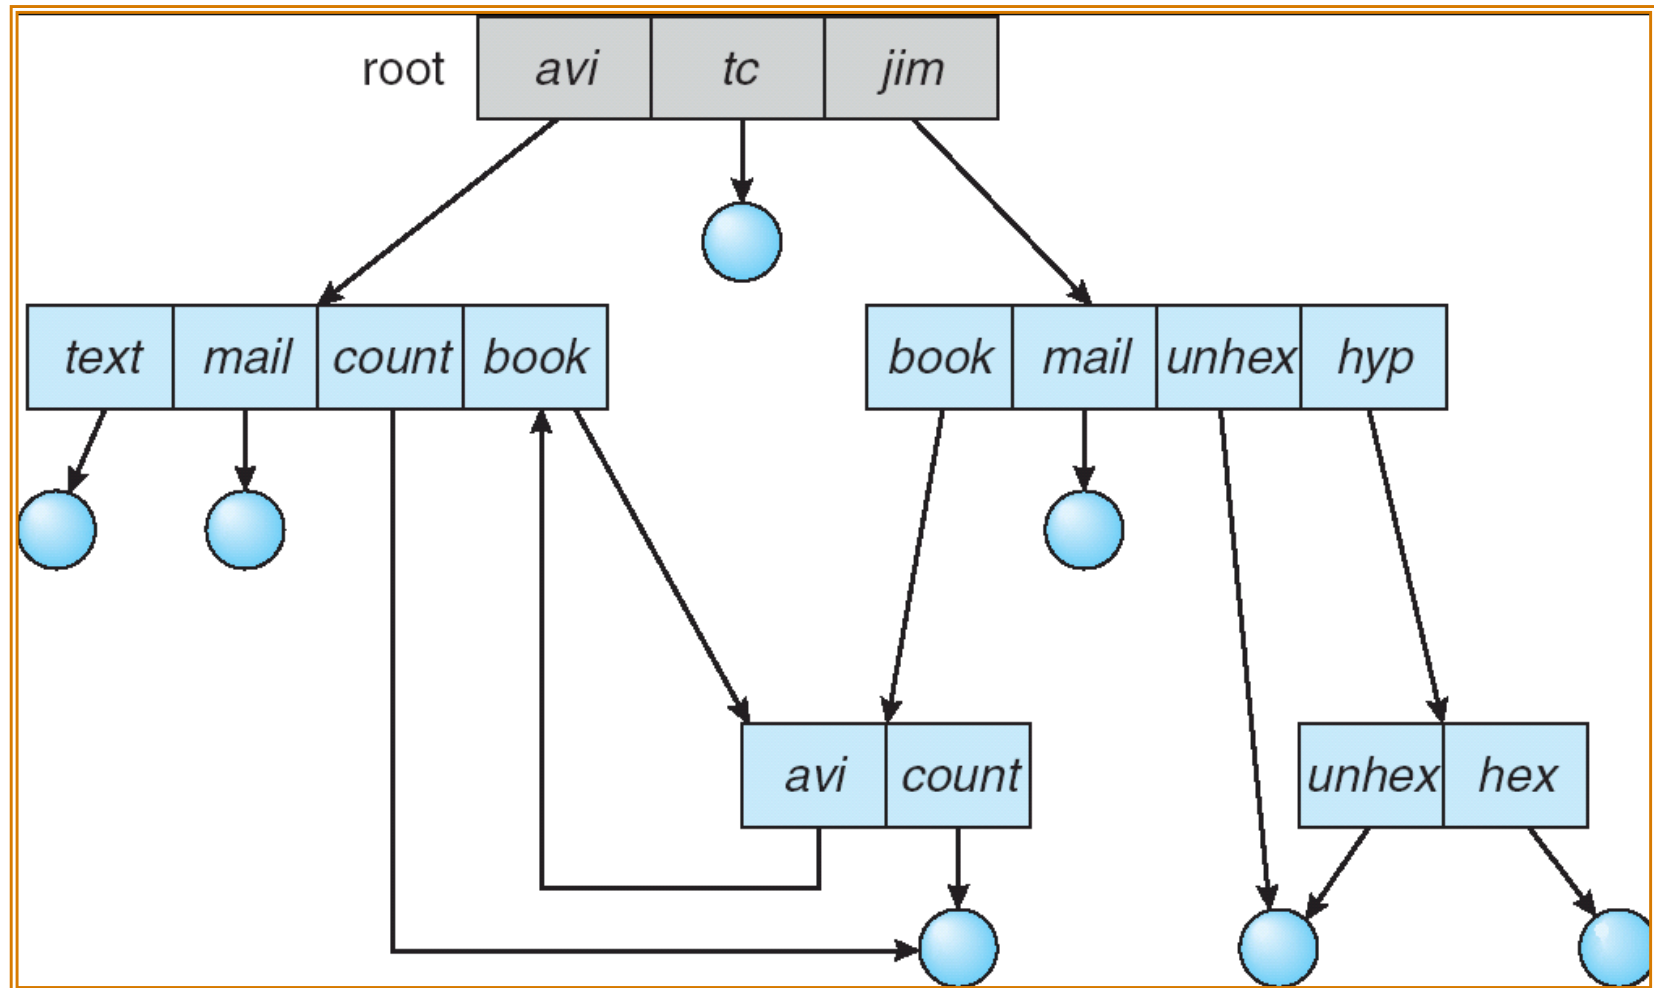 root avi tc jim
text mail count book book mail unhex hyp
avi count unhex hex